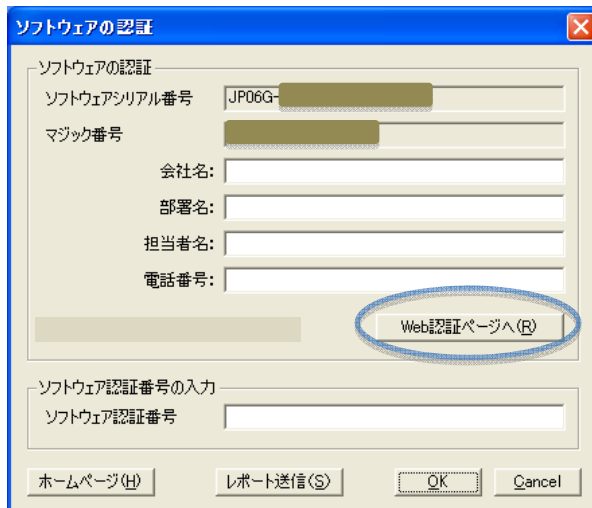 ソフトウェアの認証
ソフトウェアの認証
ソフトウェアシリアル番号 JP06G-
マジック番号
会社名:
部署名:
担当者名:
電話番号:
Web認証ページへ(R)
ソフトウェア認証番号の入力
ソフトウェア認証番号
ホームページ(H) レポート送信(S) OK Cancel